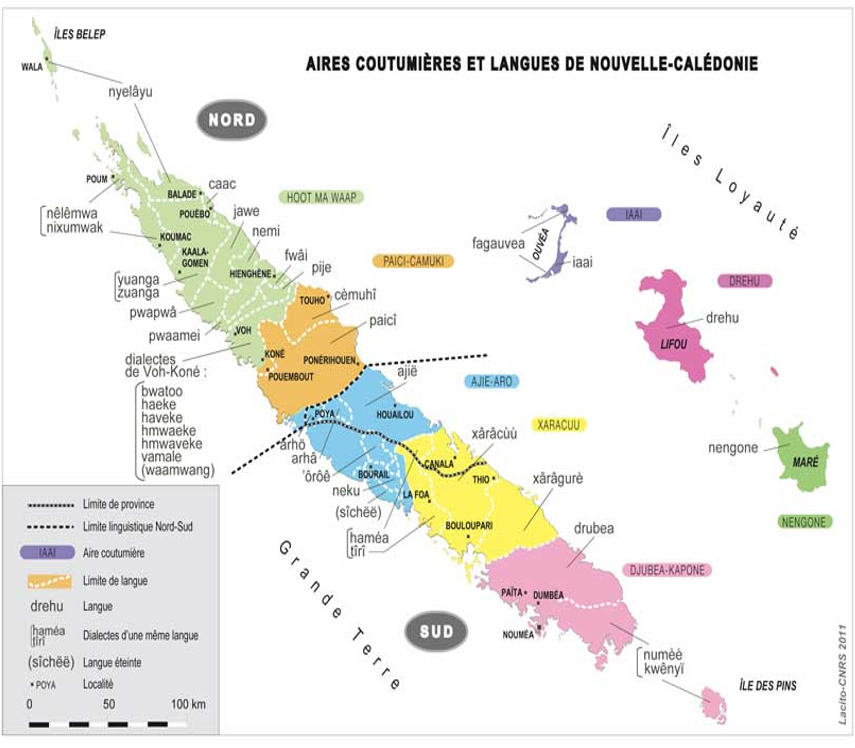 AIRES COUTUMIÈRES ET LANGUES DE NOUVELLE-CALÉDONIE
ÎLES BELEP
WALA
nyelâyu
NORD
Îles Loyauté
POUM
BALADE
caac
HOOT MA WAAP
POUÉBO
jawe
IAAI
nêlêmwa
nixumwak
KOUMAC
nemi
fagauvea
OUVÉA
iaai
KAALA-
GOMEN
HIENGHÈNE
fwâi
pije
PAICI-CAMUKI
yuanga
zuanga
TOUHO
cèmuhî
DREHU
pwapwâ
paicî
drehu
pwaamei
VOH
LIFOU
dialectes
de Voh-Koné :
KONÉ
PONÉRIHOUEN
POUEMBOUT
ajië
AJIE-ARO
bwatoo
haeke
haveke
hmwaeke
hmwaveke
vamale
(waamwang)
POYA
HOUAÏLOU
XARACUU
xârâcùù
nengone
MARÉ
NENGONE
ârhö
arhâ
'ôrôê
CANALA
BOURAIL
THIO
xârâgurè
neku
LA FOA
(sîchëë)
BOULOUPARI
drubea
haméa
tîrî
DJUBEA-KAPONE
Grande Terre
SUD
PAÏTA
DUMBÉA
NOUMÉA
numèè
kwênyï
ÎLE DES PINS
Limite de province
Limite linguistique Nord-Sud
IAAI
Aire coutumière
Limite de langue
drehu
Langue
haméa
tîrî
Dialectes d'une même langue
(sîchëë)
Langue éteinte
POYA
Localité
0 50 100 km
Lacito-CNRS 2011